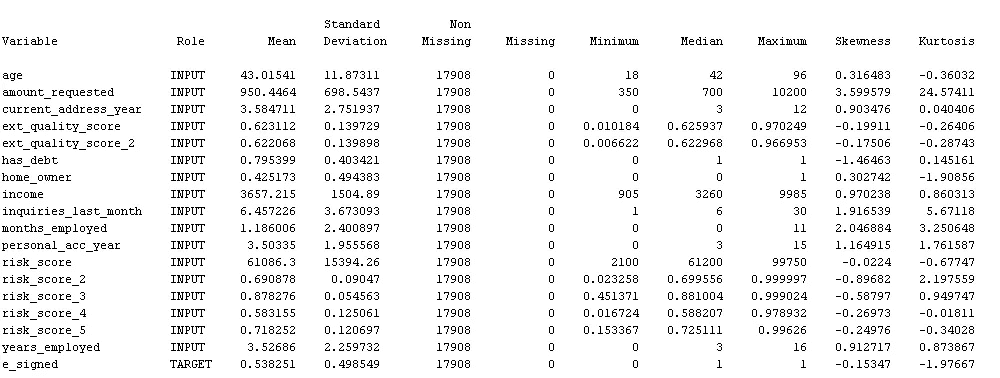 Standard Non
Variable Role Mean Deviation Missing Missing Minimum Median Maximum Skewness Kurtosis
age INPUT 43.01541 11.87311 17908 0 18 42 96 0.316483 -0.36032
amount_requested INPUT 950.4464 698.5437 17908 0 350 700 10200 3.599579 24.57411
current_address_year INPUT 3.584711 2.751937 17908 0 0 3 12 0.903476 0.040406
ext_quality_score INPUT 0.623112 0.139729 17908 0 0.010184 0.625937 0.970249 -0.19911 -0.26406
ext_quality_score_2 INPUT 0.622068 0.139898 17908 0 0.006622 0.622968 0.966953 -0.17506 -0.28743
has_debt INPUT 0.795399 0.403421 17908 0 0 1 1 -1.46463 0.145161
home_owner INPUT 0.425173 0.494383 17908 0 0 0 1 0.302742 -1.90856
income INPUT 3657.215 1504.89 17908 0 905 3260 9985 0.970238 0.860313
inquiries_last_month INPUT 6.457226 3.673093 17908 0 1 6 30 1.916539 5.67118
months_employed INPUT 1.186006 2.400897 17908 0 0 0 11 2.046884 3.250648
personal_acc_year INPUT 3.50335 1.955568 17908 0 0 3 15 1.164915 1.761587
risk_score INPUT 61086.3 15394.26 17908 0 2100 61200 99750 -0.0224 -0.67747
risk_score_2 INPUT 0.690878 0.09047 17908 0 0.023258 0.699556 0.999997 -0.89682 2.197559
risk_score_3 INPUT 0.878276 0.054563 17908 0 0.451371 0.881004 0.999024 -0.58797 0.949747
risk_score_4 INPUT 0.583155 0.125061 17908 0 0.016724 0.588207 0.978932 -0.26973 -0.01811
risk_score_5 INPUT 0.718252 0.120697 17908 0 0.153367 0.725111 0.99626 -0.24976 -0.34028
years_employed INPUT 3.52686 2.259732 17908 0 0 3 16 0.912717 0.873867
e_signed TARGET 0.538251 0.498549 17908 0 0 1 1 -0.15347 -1.97667